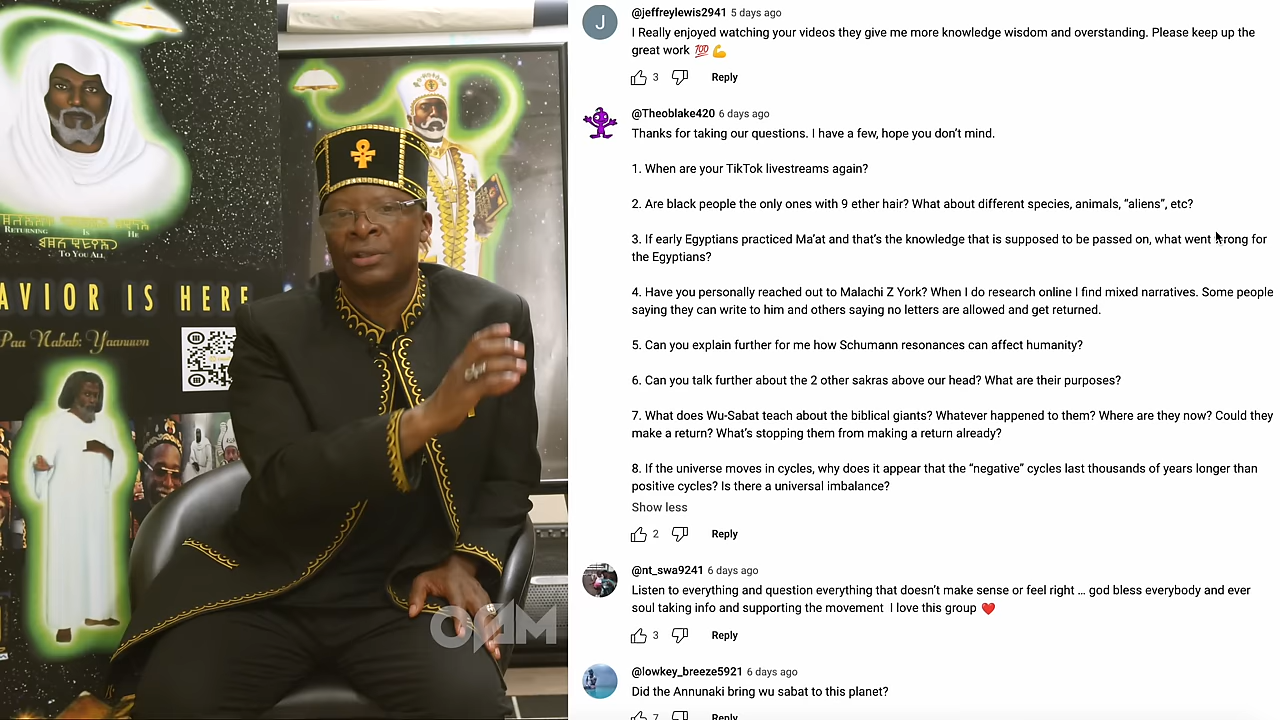 RETURNING IS HE
TO YOU ALL
AVIOR IS HERE
Paa Nabab: Yaanuwn
OAM
J
@jeffreylewis2941 5 days ago
I Really enjoyed watching your videos they give me more knowledge wisdom and overstanding. Please keep up the
great work 💯 💪
3 Reply
@Theoblake420 6 days ago
Thanks for taking our questions. I have a few, hope you don’t mind.
1. When are your TikTok livestreams again?
2. Are black people the only ones with 9 ether hair? What about different species, animals, “aliens”, etc?
3. If early Egyptians practiced Ma’at and that’s the knowledge that is supposed to be passed on, what went wrong for
the Egyptians?
4. Have you personally reached out to Malachi Z York? When I do research online I find mixed narratives. Some people
saying they can write to him and others saying no letters are allowed and get returned.
5. Can you explain further for me how Schumann resonances can affect humanity?
6. Can you talk further about the 2 other sakras above our head? What are their purposes?
7. What does Wu-Sabat teach about the biblical giants? Whatever happened to them? Where are they now? Could they
make a return? What’s stopping them from making a return already?
8. If the universe moves in cycles, why does it appear that the “negative” cycles last thousands of years longer than
positive cycles? Is there a universal imbalance?
Show less
2 Reply
@nt_swa9241 6 days ago
Listen to everything and question everything that doesn’t make sense or feel right … god bless everybody and ever
soul taking info and supporting the movement I love this group ❤️
3 Reply
@lowkey_breeze5921 6 days ago
Did the Annunaki bring wu sabat to this planet?
7 Reply